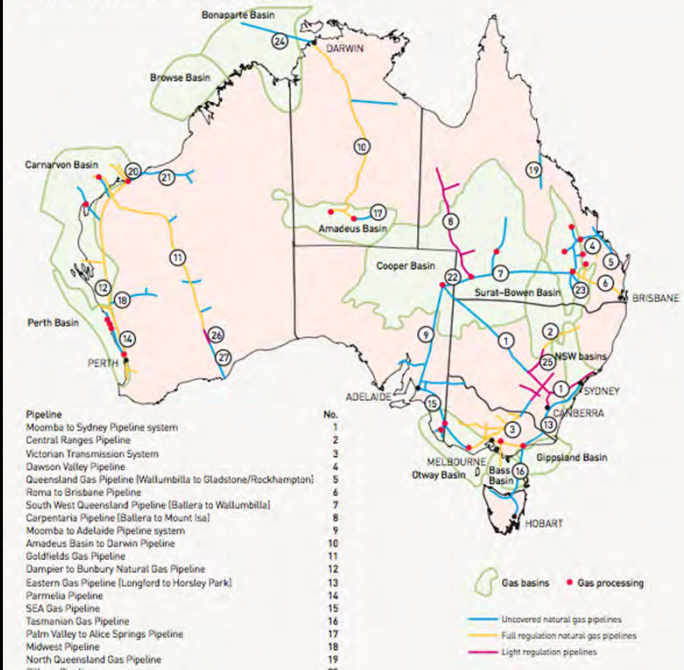 Bonaparte Basin
24
DARWIN
Browse Basin
10
19
Carnarvon Basin
20
21
17
Amadeus Basin
8
4
5
11
Cooper Basin
22
7
6
12
18
Surat–Bowen Basin
23
BRISBANE
Perth Basin
26
9
1
2
14
27
25
NSW basins
PERTH
1
SYDNEY
ADELAIDE
15
CANBERRA
13
3
MELBOURNE
Gippsland Basin
Otway Basin
Bass
Basin
16
HOBART
Pipeline No.
Moomba to Sydney Pipeline system 1
Central Ranges Pipeline 2
Victorian Transmission System 3
Dawson Valley Pipeline 4
Queensland Gas Pipeline (Wallumbilla to Gladstone/Rockhampton) 5
Roma to Brisbane Pipeline 6
South West Queensland Pipeline (Ballera to Wallumbilla) 7
Carpentaria Pipeline (Ballera to Mount Isa) 8
Moomba to Adelaide Pipeline system 9
Amadeus Basin to Darwin Pipeline 10
Goldfields Gas Pipeline 11
Dampier to Bunbury Natural Gas Pipeline 12
Eastern Gas Pipeline (Longford to Horsley Park) 13
Parmelia Pipeline 14
SEA Gas Pipeline 15
Tasmanian Gas Pipeline 16
Palm Valley to Alice Springs Pipeline 17
Midwest Pipeline 18
North Queensland Gas Pipeline 19
Gas basins
Gas processing
Uncovered natural gas pipelines
Full regulation natural gas pipelines
Light regulation pipelines